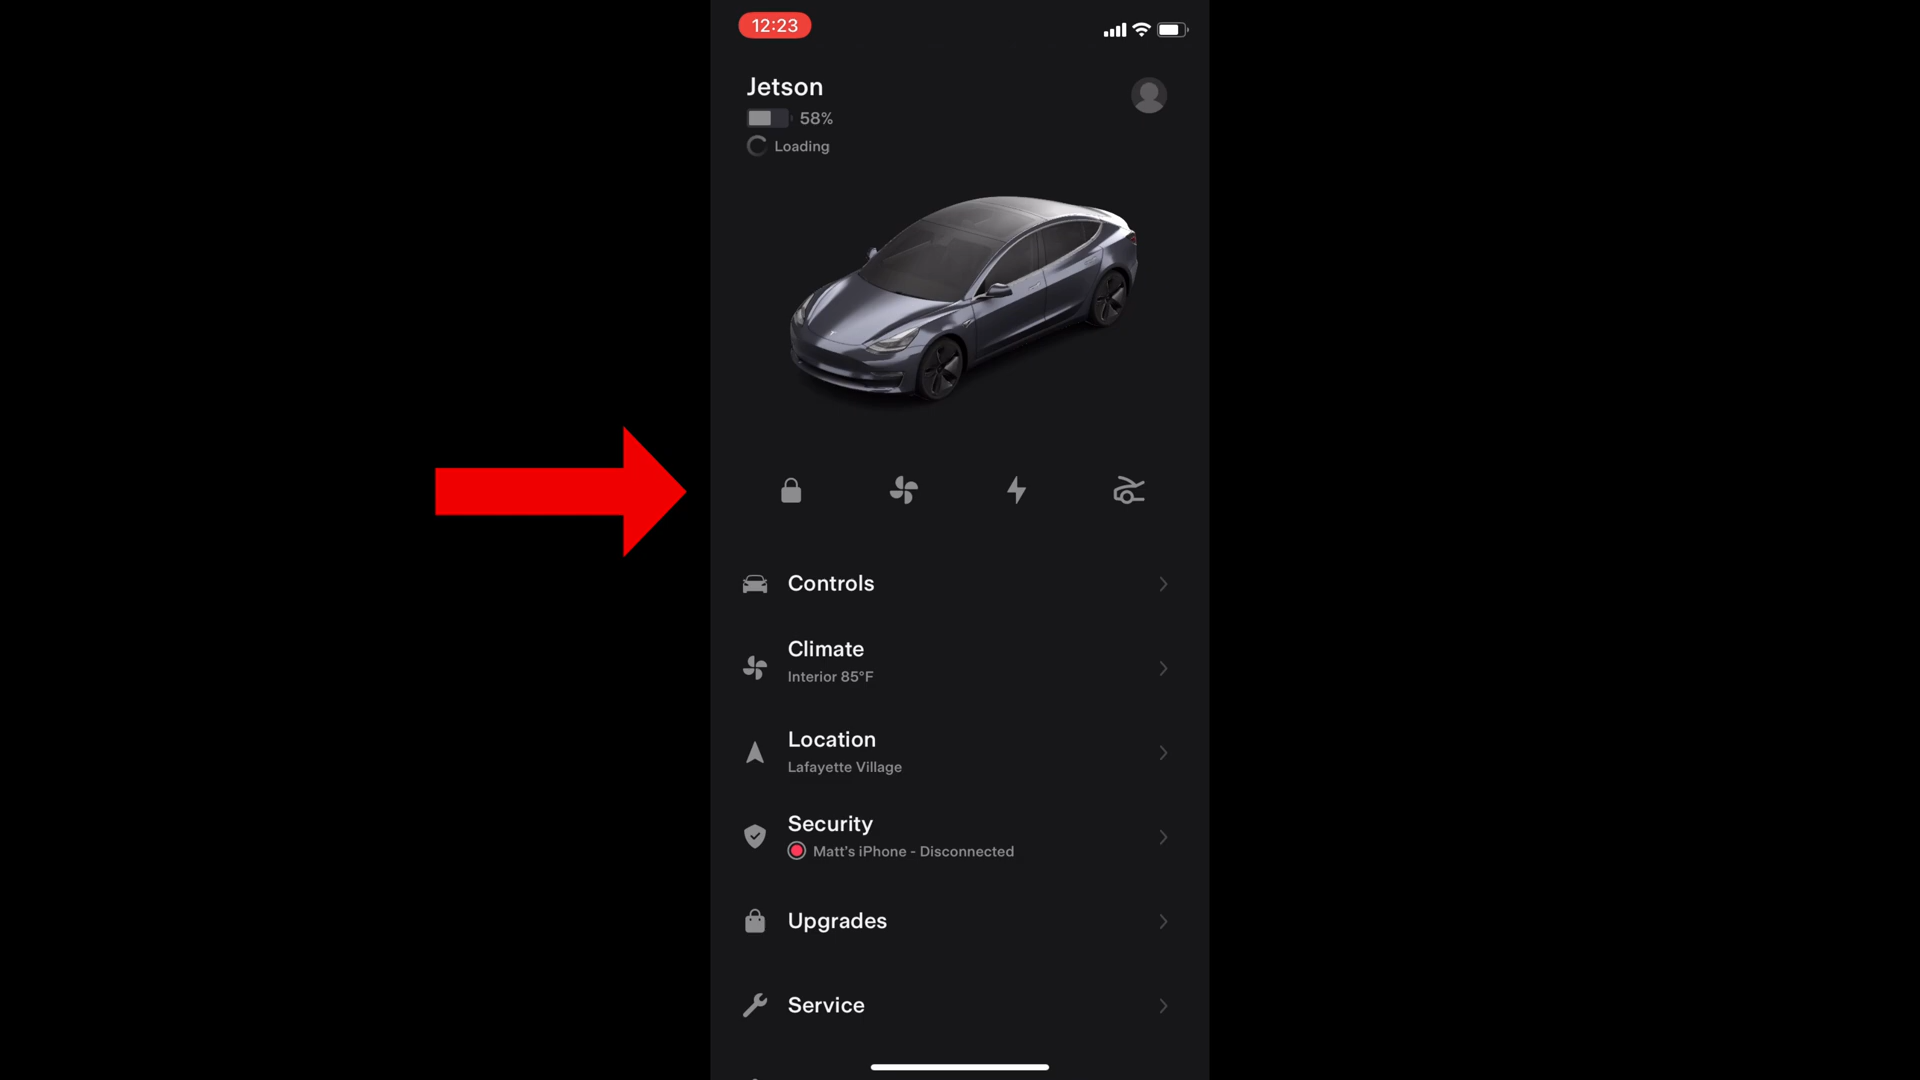 12:23
Jetson
58%
Loading
Controls
Climate
Interior 85°F
Location
Lafayette Village
Security
Matt's iPhone - Disconnected
Upgrades
Service